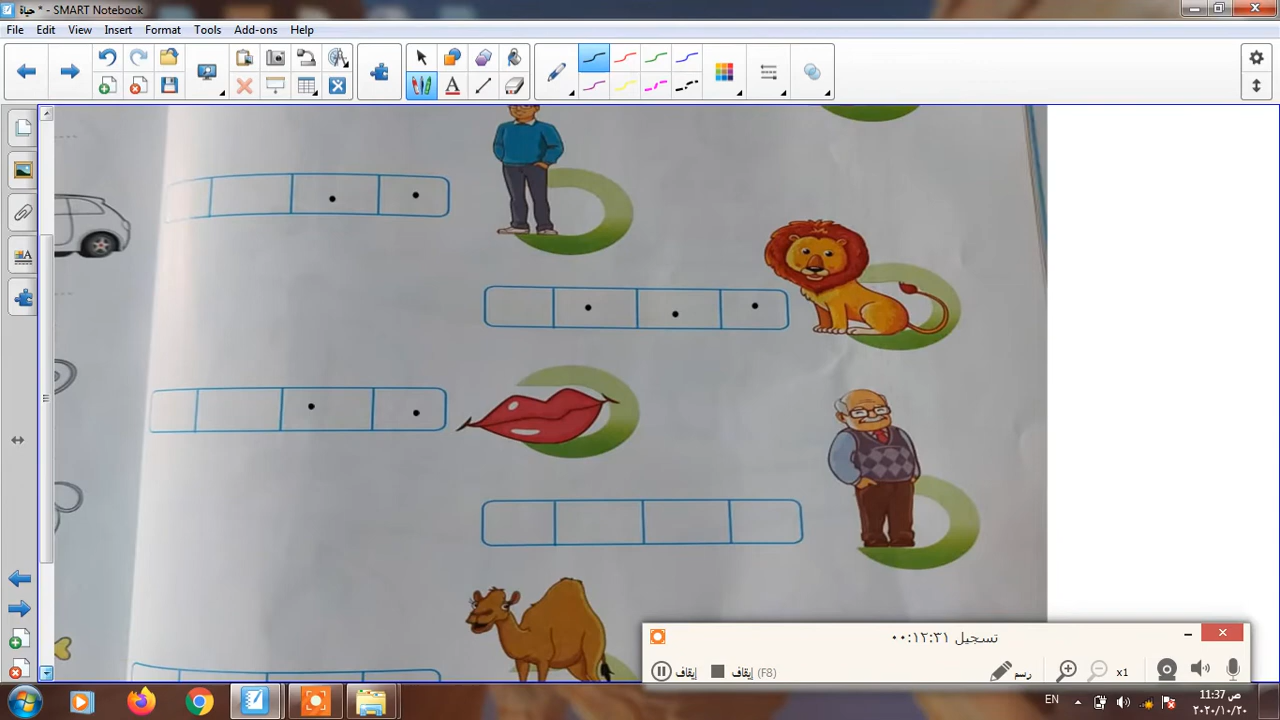 حياة * - SMART Notebook
File Edit View Insert Format Tools Add-ons Help
تسجيل ٠٠:١٢:٣١
إيقاف إيقاف (F8) رسم x1
EN ص 11:37
٢٠٢٠/١٠/٢٠